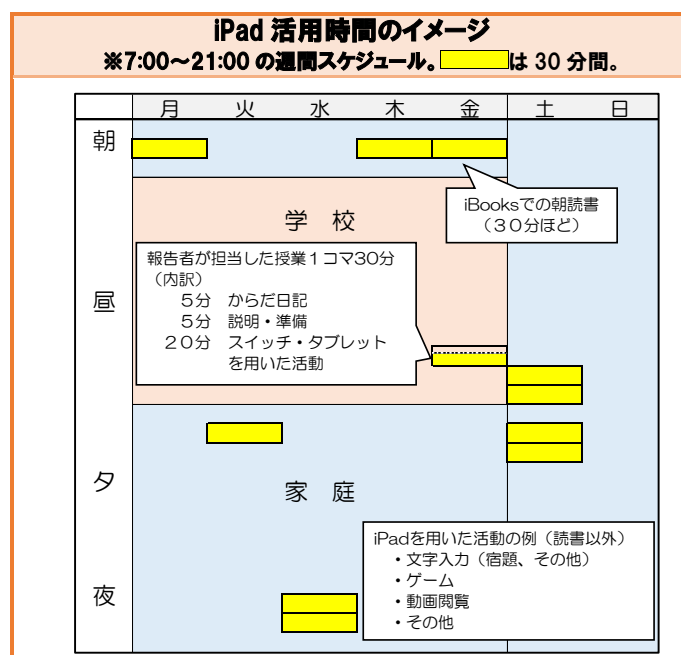 iPad 活用時間のイメージ
※7:00～21:00 の週間スケジュール。は 30 分間。
月 火 水 木 金 土 日
朝
iBooksでの朝読書
（３０分ほど）
学 校
報告者が担当した授業１コマ30分
（内訳）
５分 からだ日記
５分 説明・準備
２０分 スイッチ・タブレット
を用いた活動
昼
夕
家 庭
iPadを用いた活動の例（読書以外）
・文字入力（宿題、その他）
・ゲーム
・動画閲覧
・その他
夜